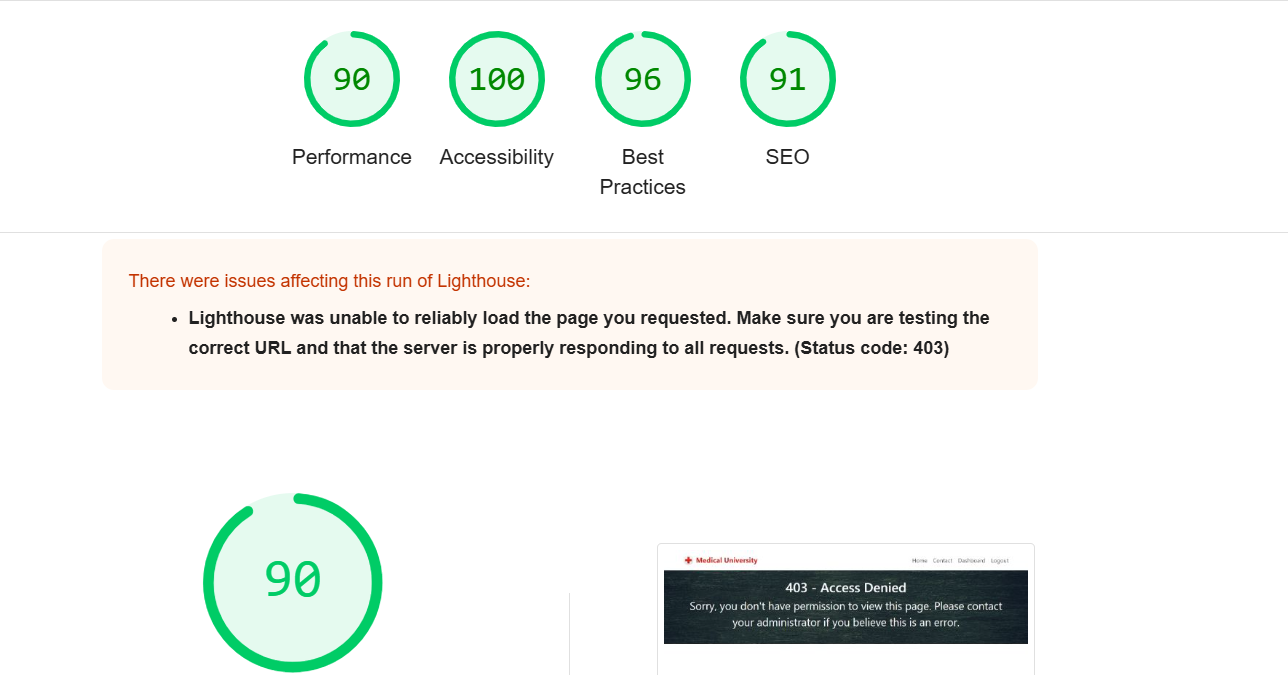 90
100
96
91
Performance
Accessibility
Best
Practices
SEO
There were issues affecting this run of Lighthouse:
Lighthouse was unable to reliably load the page you requested. Make sure you are testing the
correct URL and that the server is properly responding to all requests. (Status code: 403)
90
Medical University
Home Contact Dashboard Logout
403 - Access Denied
Sorry, you don't have permission to view this page. Please contact
your administrator if you believe this is an error.